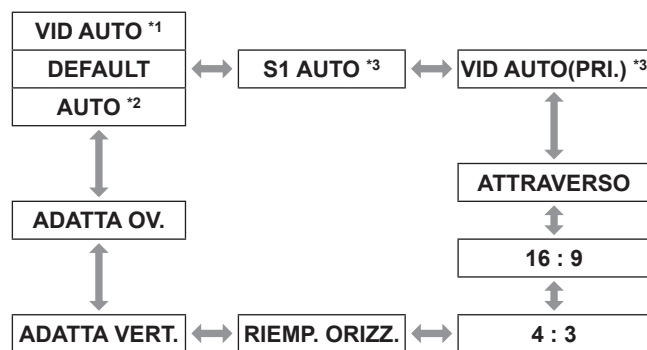 VID AUTO *1
DEFAULT
AUTO *2
S1 AUTO *3
VID AUTO(PRI.) *3
ATTRAVERSO
16 : 9
4 : 3
RIEMP. ORIZZ.
ADATTA VERT.
ADATTA OV.